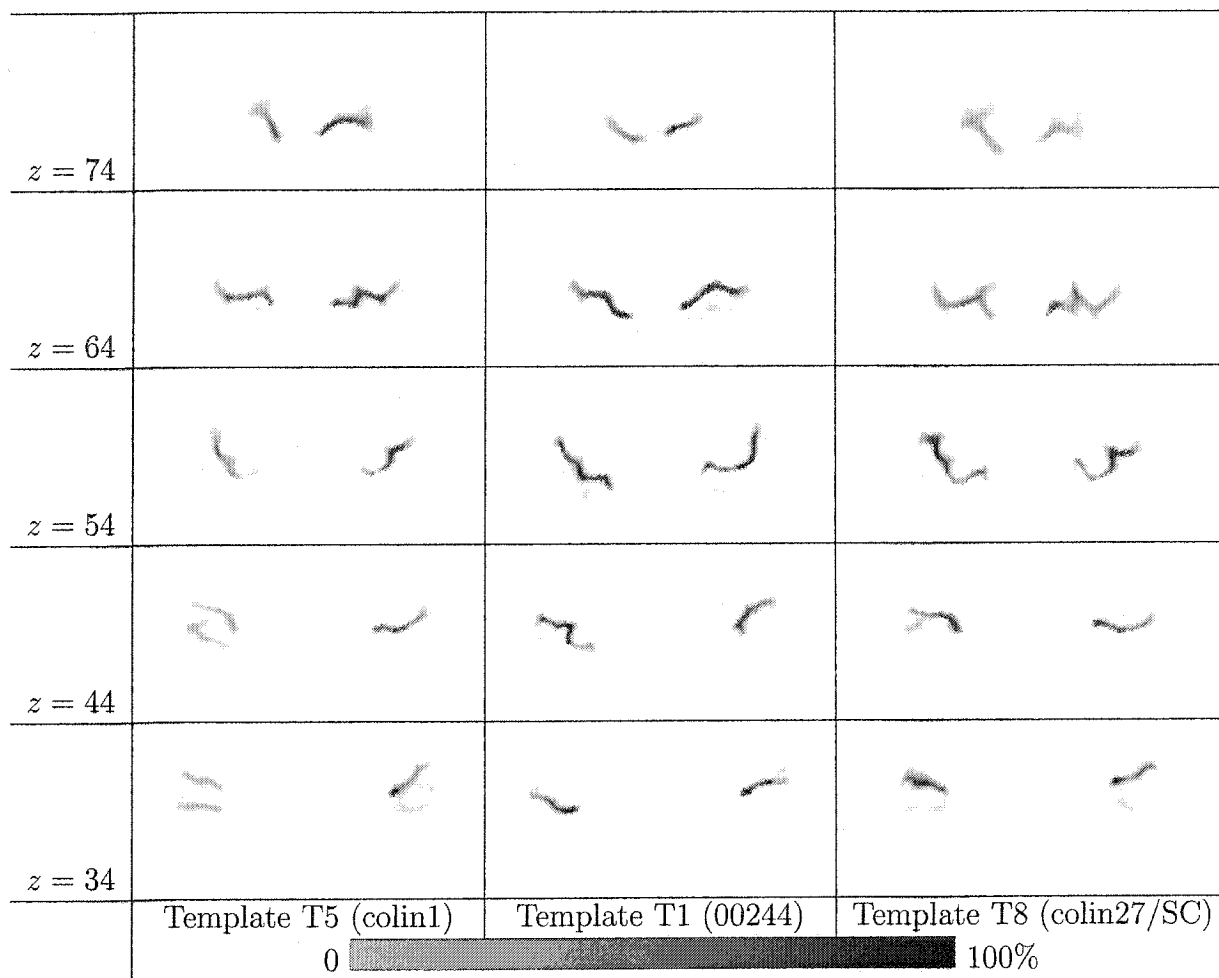 z = 74
z = 64
z = 54
z = 44
z = 34
Template T5 (colin1) Template T1 (00244) Template T8 (colin27/SC)
0 100%